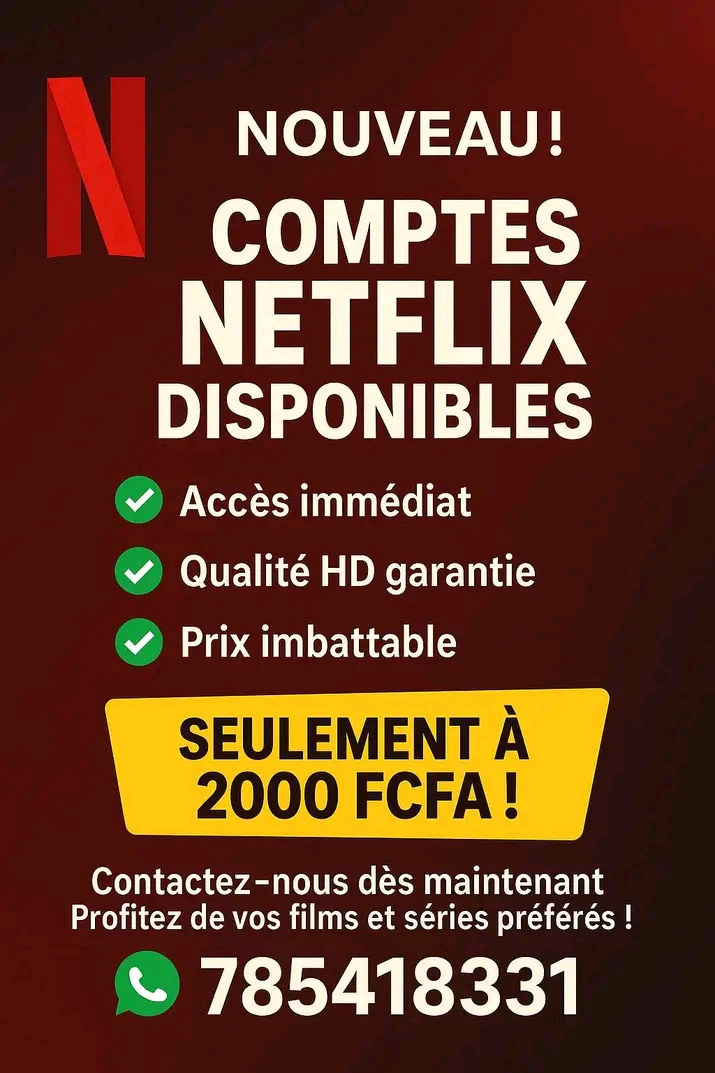 NOUVEAU!
COMPTES
NETFLIX
DISPONIBLES
Accès immédiat
Qualité HD garantie
Prix imbattable
SEULEMENT À
2000 FCFA !
Contactez-nous dès maintenant
Profitez de vos films et séries préférés !
785418331